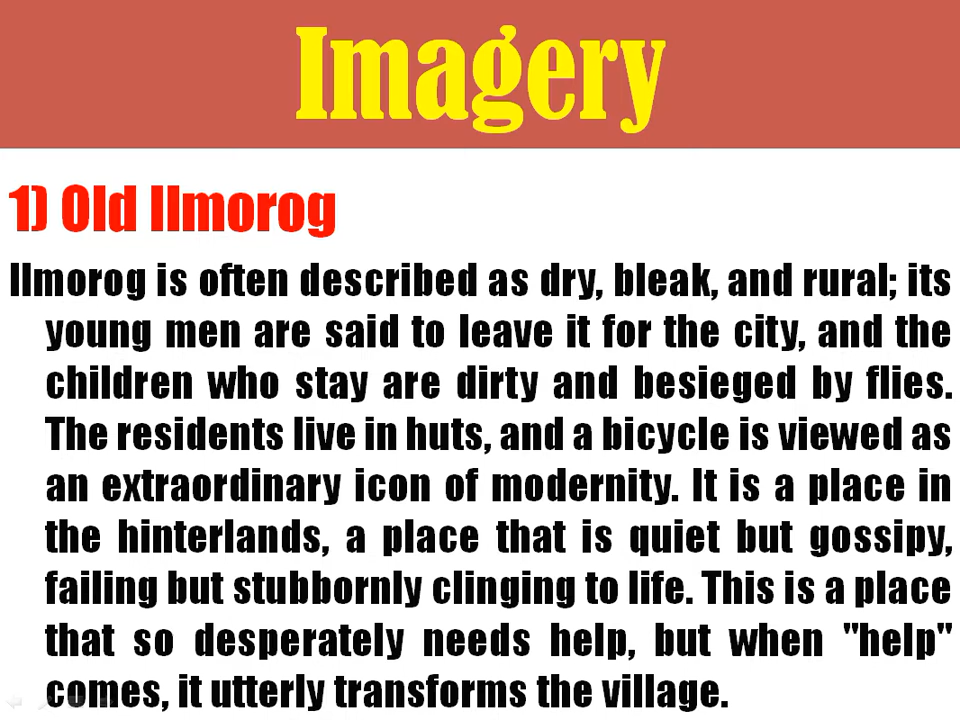 Imagery
1) Old Ilmorog
Ilmorog is often described as dry, bleak, and rural; its
young men are said to leave it for the city, and the
children who stay are dirty and besieged by flies.
The residents live in huts, and a bicycle is viewed as
an extraordinary icon of modernity. It is a place in
the hinterlands, a place that is quiet but gossipy,
failing but stubbornly clinging to life. This is a place
that so desperately needs help, but when "help"
comes, it utterly transforms the village.